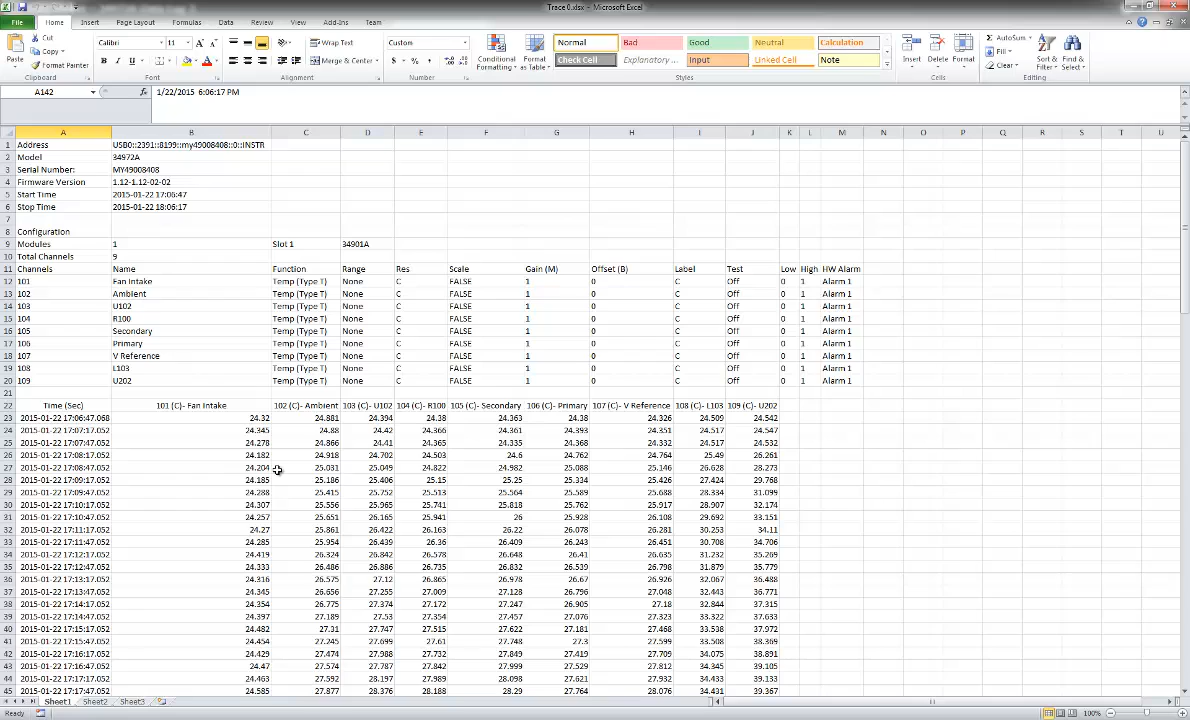 Trace 0.xlsx - Microsoft Excel
File Home Insert Page Layout Formulas Data Review View Add-Ins Team
Cut Calibri 11 Wrap Text Custom Normal Bad Good Neutral Calculation AutoSum
Paste Copy Format Painter Merge & Center Conditional Formatting Format as Table Check Cell Explanatory ... Input Linked Cell Note Insert Delete Format Fill Clear Sort & Filter Find & Select
Clipboard Font Alignment Number Styles Cells Editing
A142 fx 1/22/2015 6:06:17 PM
A B C D E F G H I J K L M N O P Q R S T U
1 Address USB0::2391::8199::my49008408::0::INSTR
2 Model 34972A
3 Serial Number: MY49008408
4 Firmware Version 1.12-1.12-02-02
5 Start Time 2015-01-22 17:06:47
6 Stop Time 2015-01-22 18:06:17
7
8 Configuration
9 Modules 1 Slot 1 34901A
10 Total Channels 9
11 Channels Name Function Range Res Scale Gain (M) Offset (B) Label Test Low High HW Alarm
12 101 Fan Intake Temp (Type T) None C FALSE 1 0 C Off 0 1 Alarm 1
13 102 Ambient Temp (Type T) None C FALSE 1 0 C Off 0 1 Alarm 1
14 103 U102 Temp (Type T) None C FALSE 1 0 C Off 0 1 Alarm 1
15 104 R100 Temp (Type T) None C FALSE 1 0 C Off 0 1 Alarm 1
16 105 Secondary Temp (Type T) None C FALSE 1 0 C Off 0 1 Alarm 1
17 106 Primary Temp (Type T) None C FALSE 1 0 C Off 0 1 Alarm 1
18 107 V Reference Temp (Type T) None C FALSE 1 0 C Off 0 1 Alarm 1
19 108 L103 Temp (Type T) None C FALSE 1 0 C Off 0 1 Alarm 1
20 109 U202 Temp (Type T) None C FALSE 1 0 C Off 0 1 Alarm 1
21
22 Time (Sec) 101 (C)- Fan Intake 102 (C)- Ambient 103 (C)- U102 104 (C)- R100 105 (C)- Secondary 106 (C)- Primary 107 (C)- V Reference 108 (C)- L103 109 (C)- U202
23 2015-01-22 17:06:47.068 24.32 24.881 24.394 24.38 24.363 24.38 24.326 24.509 24.542
24 2015-01-22 17:07:17.052 24.345 24.88 24.42 24.366 24.361 24.393 24.351 24.517 24.547
25 2015-01-22 17:07:47.052 24.278 24.866 24.41 24.365 24.335 24.368 24.332 24.517 24.532
26 2015-01-22 17:08:17.052 24.182 24.918 24.702 24.503 24.6 24.762 24.764 25.49 26.261
27 2015-01-22 17:08:47.052 24.204 25.031 25.049 24.822 24.982 25.088 25.146 26.628 28.273
28 2015-01-22 17:09:17.052 24.185 25.186 25.406 25.15 25.25 25.334 25.426 27.424 29.768
29 2015-01-22 17:09:47.052 24.288 25.415 25.752 25.513 25.564 25.589 25.688 28.334 31.099
30 2015-01-22 17:10:17.052 24.307 25.556 25.965 25.741 25.818 25.762 25.917 28.907 32.174
31 2015-01-22 17:10:47.052 24.257 25.651 26.165 25.941 26 25.928 26.108 29.692 33.151
32 2015-01-22 17:11:17.052 24.27 25.861 26.422 26.163 26.22 26.078 26.281 30.253 34.11
33 2015-01-22 17:11:47.052 24.285 25.954 26.439 26.36 26.409 26.243 26.451 30.708 34.706
34 2015-01-22 17:12:17.052 24.419 26.324 26.842 26.578 26.648 26.41 26.635 31.232 35.269
35 2015-01-22 17:12:47.052 24.333 26.486 26.886 26.735 26.832 26.539 26.798 31.879 35.779
36 2015-01-22 17:13:17.052 24.316 26.575 27.12 26.865 26.978 26.67 26.926 32.067 36.488
37 2015-01-22 17:13:47.052 24.345 26.656 27.255 27.009 27.128 26.796 27.048 32.443 36.771
38 2015-01-22 17:14:17.052 24.354 26.775 27.374 27.172 27.247 26.905 27.18 32.844 37.315
39 2015-01-22 17:14:47.052 24.397 27.189 27.53 27.354 27.457 27.076 27.323 33.322 37.633
40 2015-01-22 17:15:17.052 24.482 27.31 27.747 27.515 27.622 27.181 27.468 33.538 37.972
41 2015-01-22 17:15:47.052 24.454 27.245 27.699 27.61 27.748 27.3 27.599 33.508 38.369
42 2015-01-22 17:16:17.052 24.429 27.474 27.988 27.732 27.850 27.439 27.708 34.075 38.891
43 2015-01-22 17:16:47.052 24.47 27.574 27.787 27.842 27.999 27.529 27.812 34.345 39.105
44 2015-01-22 17:17:17.052 24.463 27.592 28.197 27.989 28.098 27.621 27.932 34.433 39.133
45 2015-01-22 17:17:47.052 24.585 27.877 28.376 28.188 28.29 27.764 28.076 34.431 39.367
Sheet1 Sheet2 Sheet3
Ready 100%